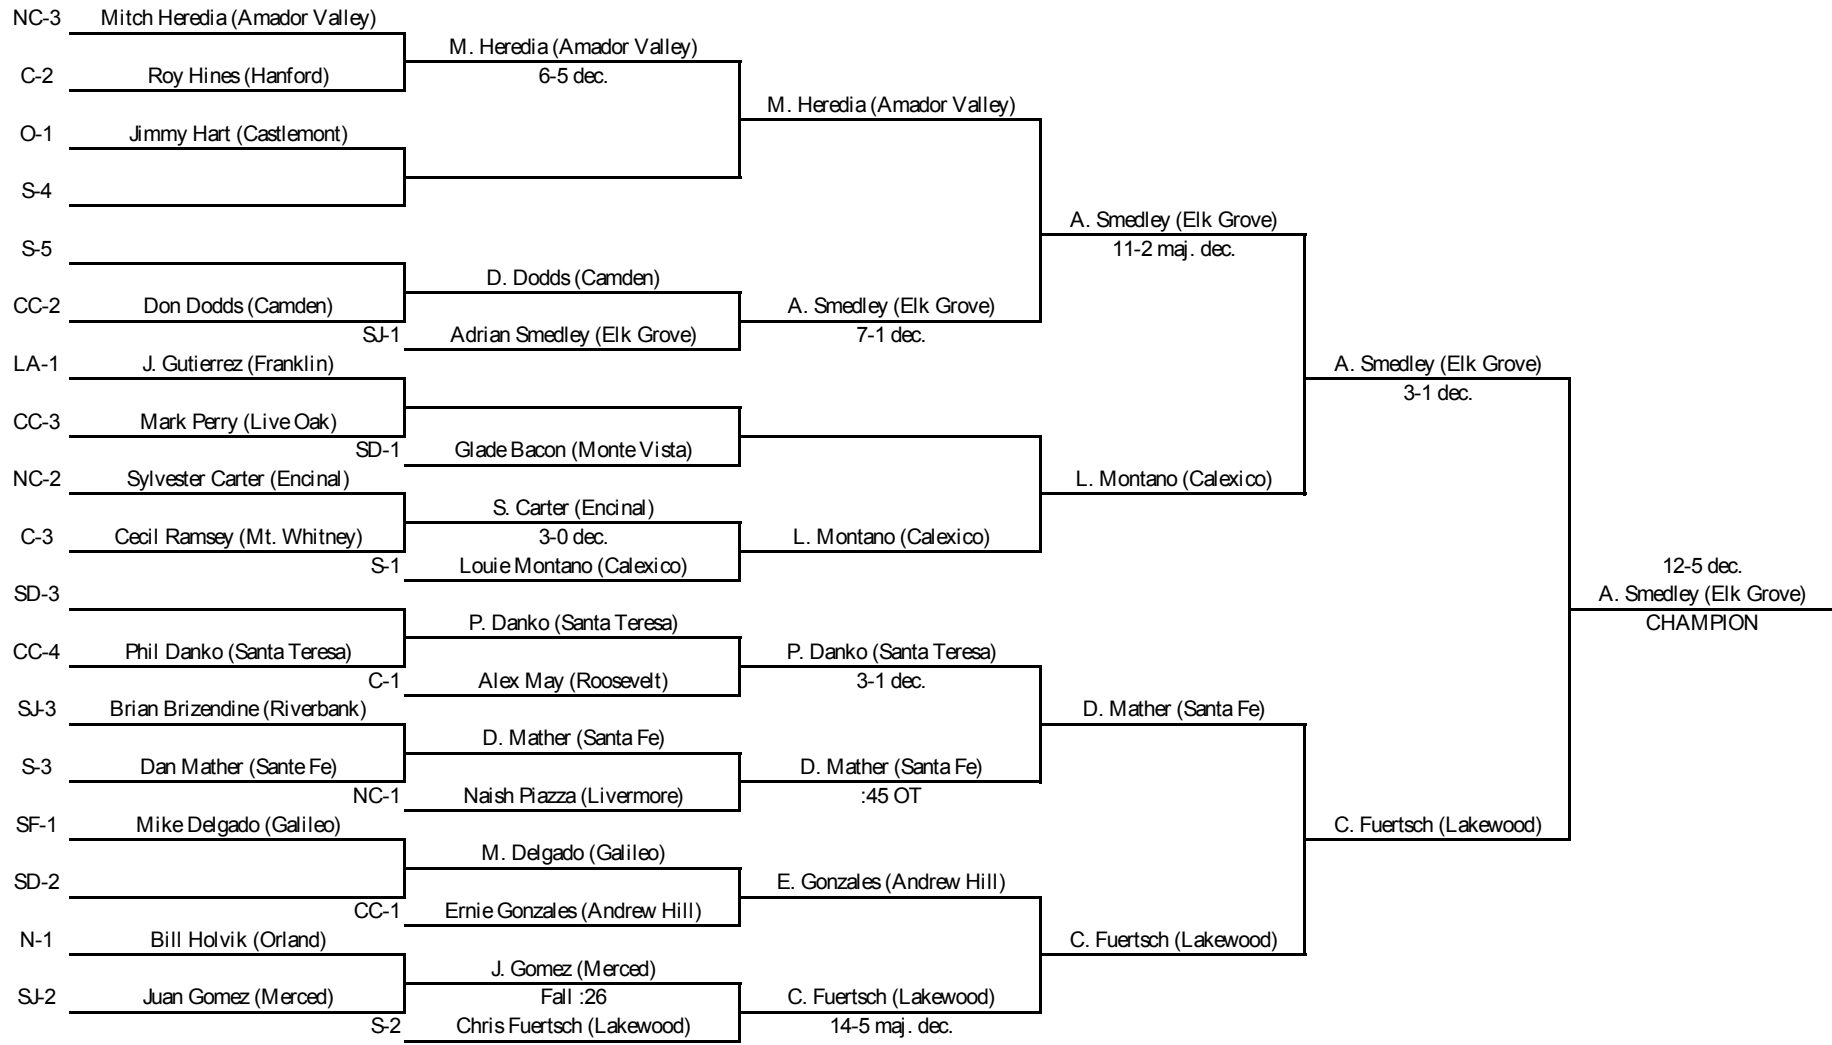 NC-3 Mitch Heredia (Amador Valley)
M. Heredia (Amador Valley)
C-2 Roy Hines (Hanford) 6-5 dec.
M. Heredia (Amador Valley)
O-1 Jimmy Hart (Castlemont)
S-4
A. Smedley (Elk Grove)
S-5 11-2 maj. dec.
D. Dodds (Camden)
CC-2 Don Dodds (Camden) A. Smedley (Elk Grove)
SJ-1 Adrian Smedley (Elk Grove) 7-1 dec.
LA-1 J. Gutierrez (Franklin) A. Smedley (Elk Grove)
3-1 dec.
CC-3 Mark Perry (Live Oak)
SD-1 Glade Bacon (Monte Vista)
NC-2 Sylvester Carter (Encinal) L. Montano (Calexico)
S. Carter (Encinal)
C-3 Cecil Ramsey (Mt. Whitney) 3-0 dec. L. Montano (Calexico)
S-1 Louie Montano (Calexico) 12-5 dec.
SD-3 A. Smedley (Elk Grove)
P. Danko (Santa Teresa) CHAMPION
CC-4 Phil Danko (Santa Teresa) P. Danko (Santa Teresa)
C-1 Alex May (Roosevelt) 3-1 dec.
SJ-3 Brian Brizendine (Riverbank) D. Mather (Santa Fe)
D. Mather (Santa Fe)
S-3 Dan Mather (Sante Fe) D. Mather (Santa Fe)
NC-1 Naish Piazza (Livermore) :45 OT
SF-1 Mike Delgado (Galileo) C. Fuertsch (Lakewood)
M. Delgado (Galileo)
SD-2 E. Gonzales (Andrew Hill)
CC-1 Ernie Gonzales (Andrew Hill)
N-1 Bill Holvik (Orland) C. Fuertsch (Lakewood)
J. Gomez (Merced)
SJ-2 Juan Gomez (Merced) Fall :26 C. Fuertsch (Lakewood)
S-2 Chris Fuertsch (Lakewood) 14-5 maj. dec.